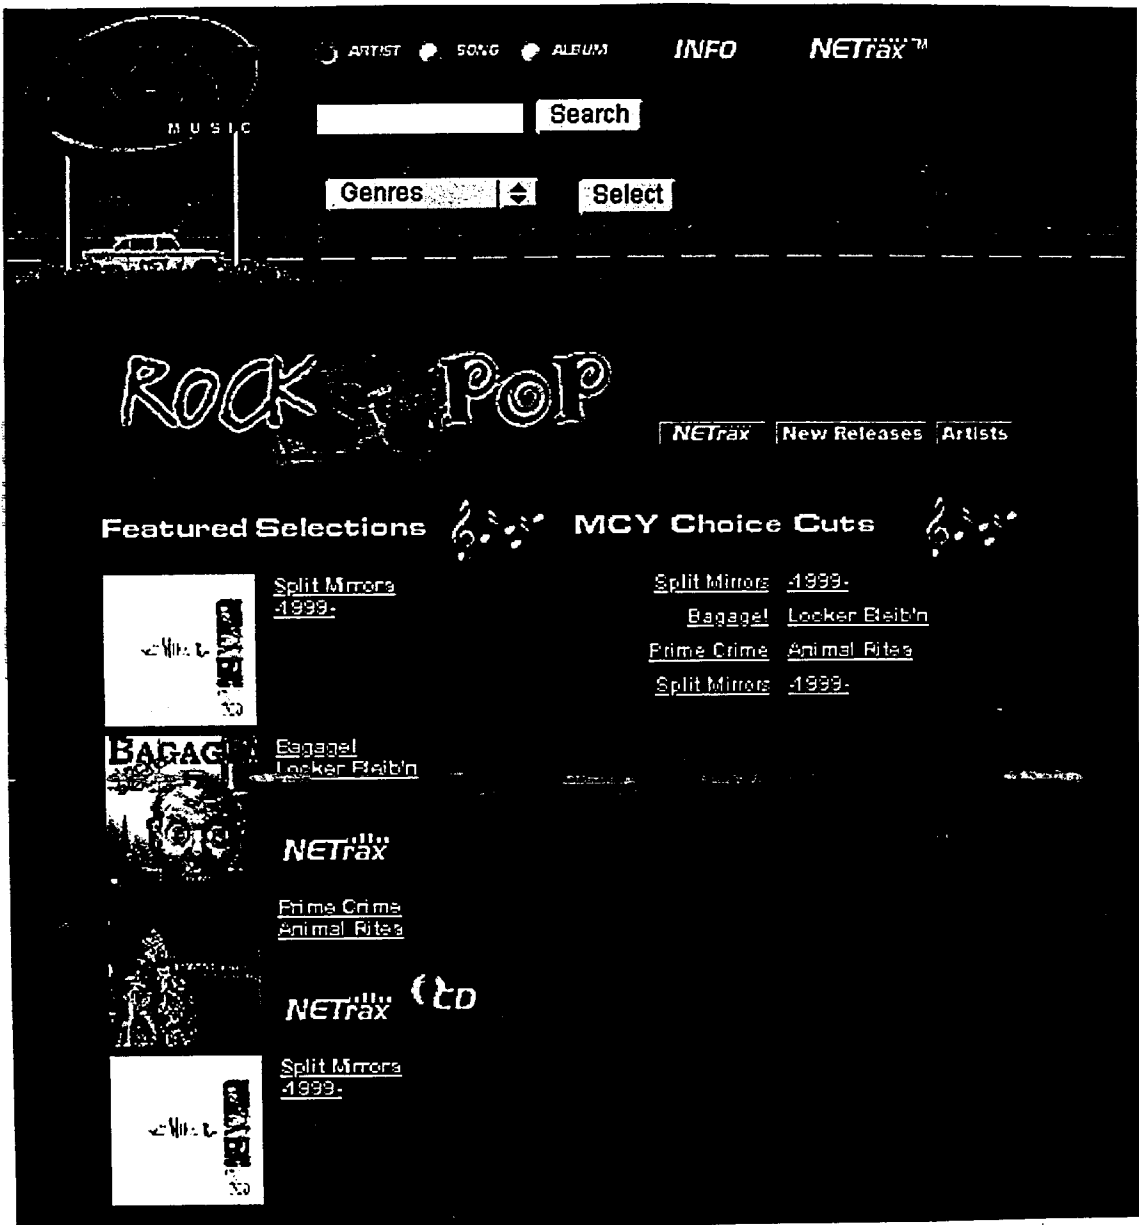 ARTIST SONG ALBUM INFO NETrax™
MUSIC
Search
Genres Select
ROCK POP
NETrax New Releases Artists
Featured Selections
Split Mirrors
-1999-
BAGAG
Bagage!
Locker Bleib'n
NETrax
Prime Crime
Animal Rites
NETrax CD
Split Mirrors
-1999-
MCY Choice Cuts
Split Mirrors -1999-
Bagage! Locker Bleib'n
Prime Crime Animal Rites
Split Mirrors -1999-